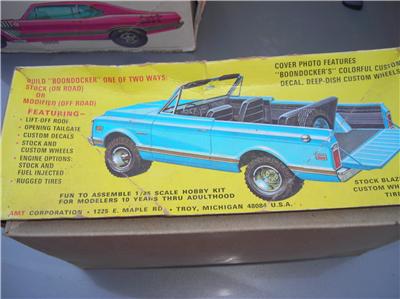 BUILD "BOONDOCKER" ONE OF TWO WAYS:
STOCK (ON ROAD)
OR
MODIFIED (OFF ROAD)
FEATURING—
• LIFT-OFF ROOF
• OPENING TAILGATE
• CUSTOM DECALS
• STOCK AND
CUSTOM WHEELS
• ENGINE OPTIONS:
STOCK AND
FUEL INJECTED
• RUGGED TIRES
COVER PHOTO FEATURES
"BOONDOCKER'S" COLORFUL CUSTOM
DECAL, DEEP-DISH CUSTOM WHEELS
FUN TO ASSEMBLE 1/25 SCALE HOBBY KIT
FOR MODELERS 10 YEARS THRU ADULTHOOD
AMT CORPORATION • 1225 E. MAPLE RD. • TROY, MICHIGAN 48084 U.S.A.
STOCK BLAZ
CUSTOM WH
TIRE